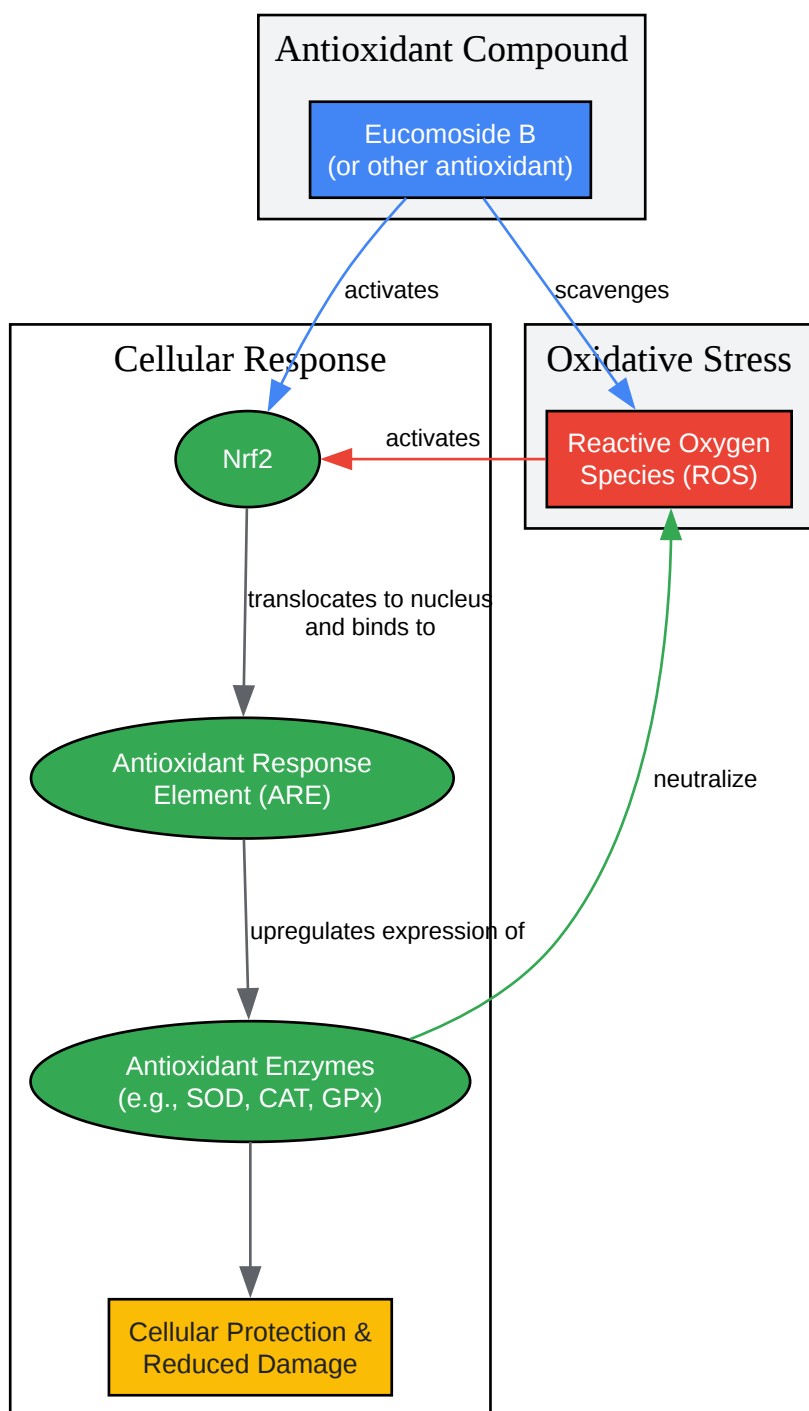 Antioxidant Compound
Eucomoside B
(or other antioxidant)
activates
scavenges
Cellular Response
Oxidative Stress
Nrf2
activates
Reactive Oxygen
Species (ROS)
translocates to nucleus
and binds to
Antioxidant Response
Element (ARE)
neutralize
upregulates expression of
Antioxidant Enzymes
(e.g., SOD, CAT, GPx)
Cellular Protection &
Reduced Damage